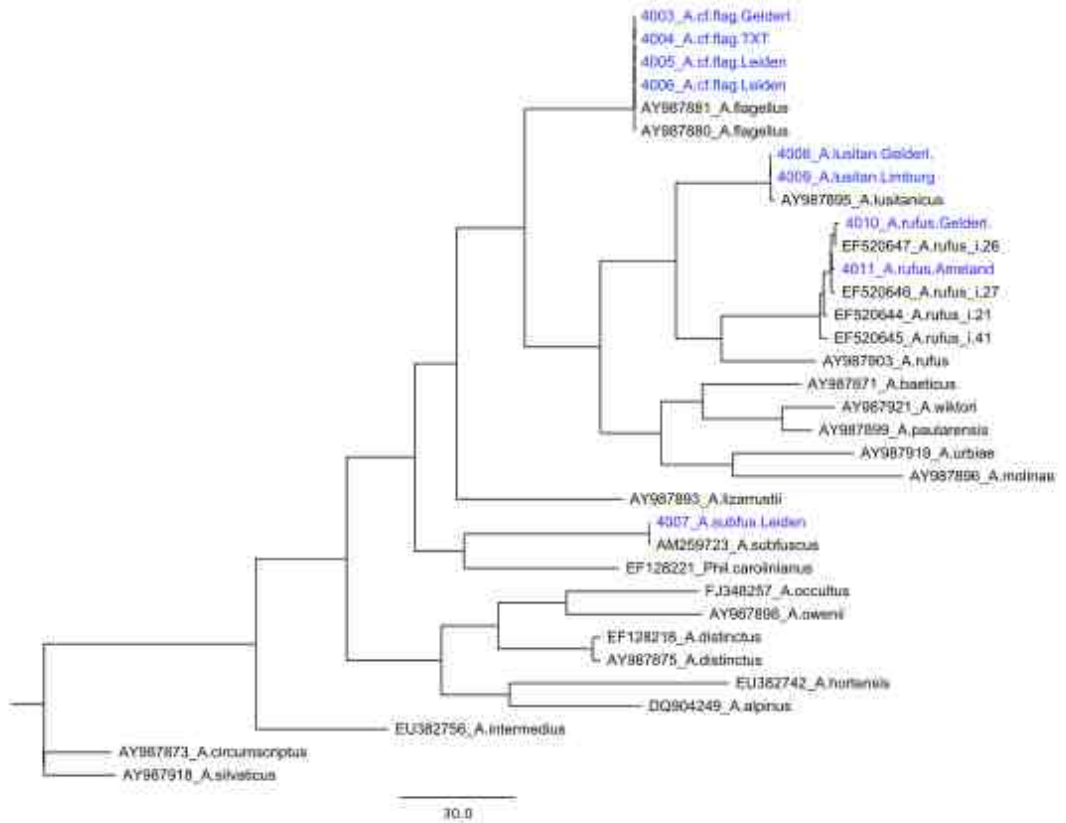 4003_A.cf.flag.Gelderl.
4004_A.cf.flag.TXT
4005_A.cf.flag.Leiden
4006_A.cf.flag.Leiden
AY987881_A.flagellus
AY987880_A.flagellus
4008_A.lusitan.Gelderl.
4009_A.lusitan.Limburg
AY987895_A.lusitanicus
4010_A.rufus.Gelderl.
EF520647_A.rufus_i.26
4011_A.rufus.Ameland
EF520646_A.rufus_i.27
EF520644_A.rufus_i.21
EF520645_A.rufus_i.41
AY987903_A.rufus
AY987871_A.baeticus
AY987921_A.wiktori
AY987899_A.paularensis
AY987919_A.urbiae
AY987896_A.molinae
AY987893_A.lizarrustii
4007_A.subfus.Leiden
AM259723_A.subfuscus
EF128221_Phil.carolinianus
FJ348257_A.occultus
AY987898_A.owenii
EF128218_A.distinctus
AY987875_A.distinctus
EU382742_A.hortensis
DQ904249_A.alpinus
EU382756_A.intermedius
AY987873_A.circumscriptus
AY987918_A.silvaticus
30.0